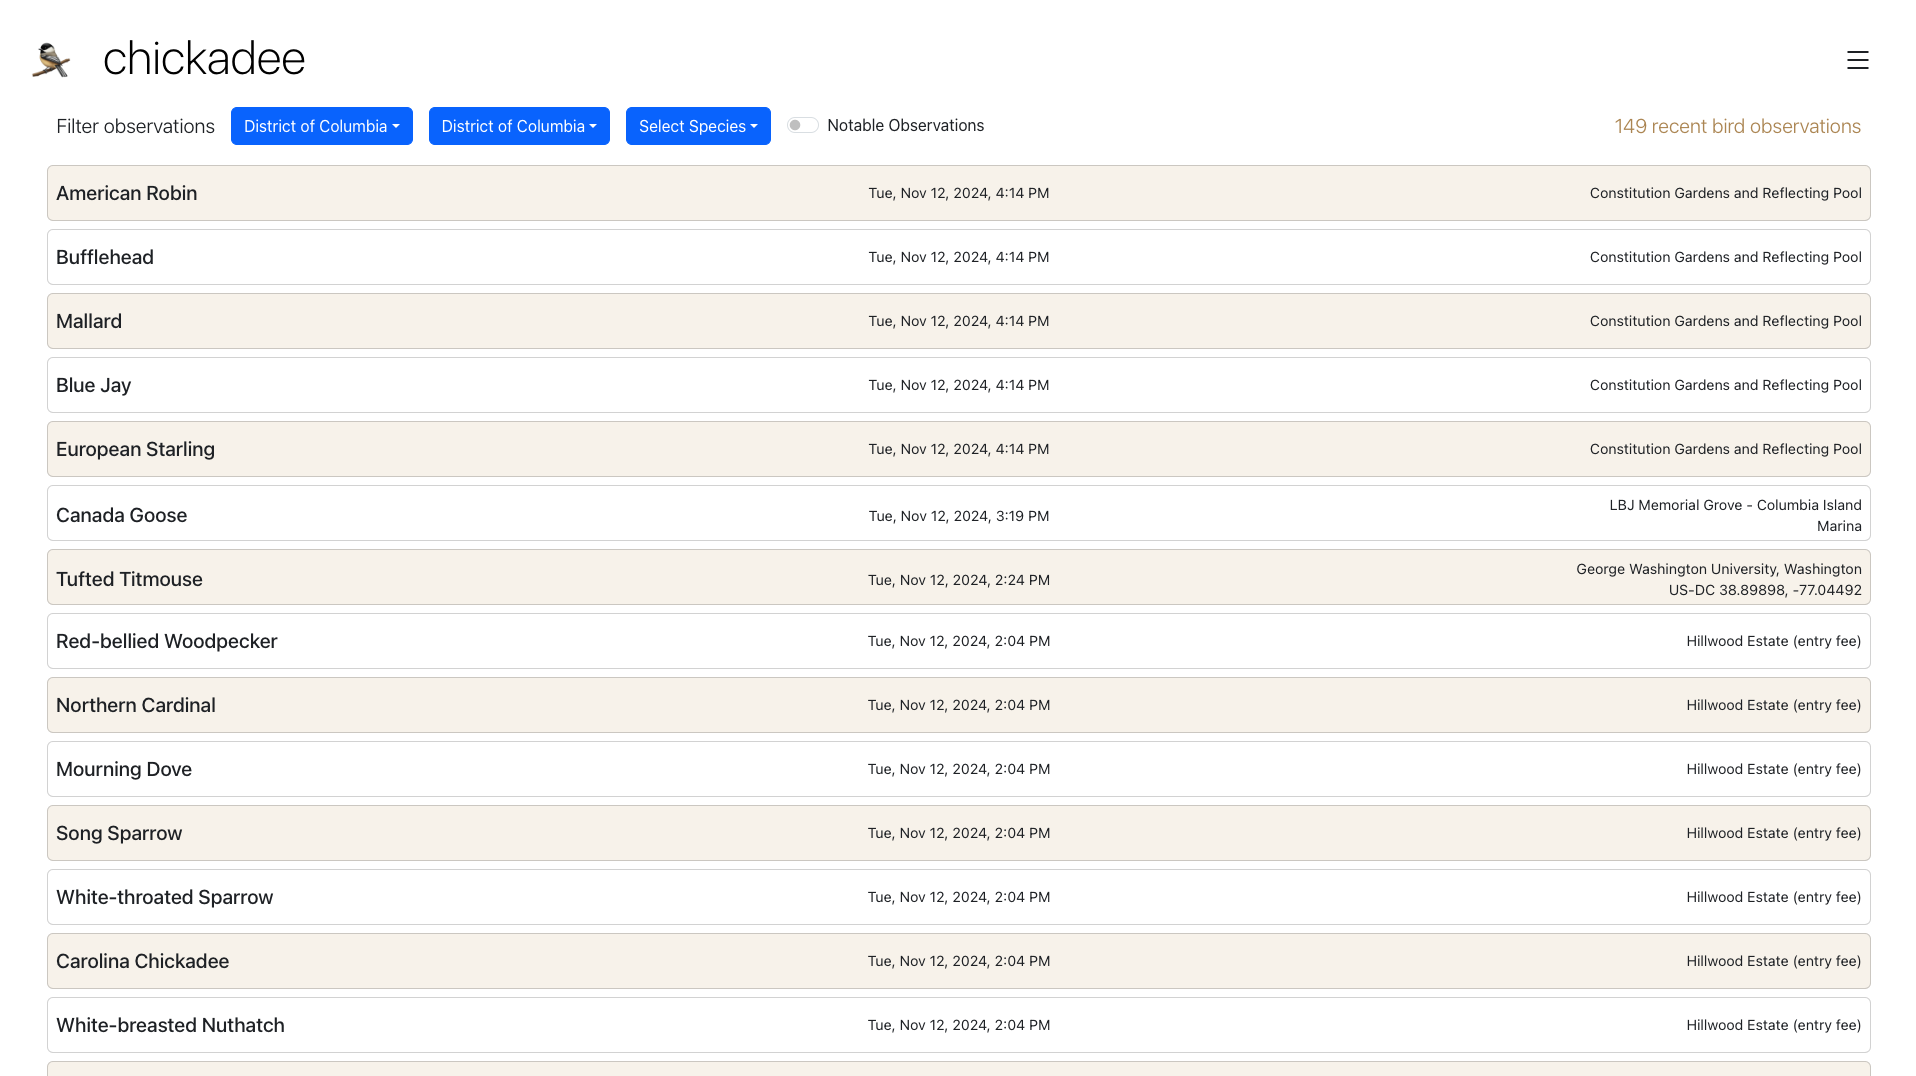 chickadee
Filter observations District of Columbia District of Columbia Select Species Notable Observations 149 recent bird observations
American Robin Tue, Nov 12, 2024, 4:14 PM Constitution Gardens and Reflecting Pool
Bufflehead Tue, Nov 12, 2024, 4:14 PM Constitution Gardens and Reflecting Pool
Mallard Tue, Nov 12, 2024, 4:14 PM Constitution Gardens and Reflecting Pool
Blue Jay Tue, Nov 12, 2024, 4:14 PM Constitution Gardens and Reflecting Pool
European Starling Tue, Nov 12, 2024, 4:14 PM Constitution Gardens and Reflecting Pool
Canada Goose Tue, Nov 12, 2024, 3:19 PM LBJ Memorial Grove - Columbia Island
Marina
Tufted Titmouse Tue, Nov 12, 2024, 2:24 PM George Washington University, Washington
US-DC 38.89898, -77.04492
Red-bellied Woodpecker Tue, Nov 12, 2024, 2:04 PM Hillwood Estate (entry fee)
Northern Cardinal Tue, Nov 12, 2024, 2:04 PM Hillwood Estate (entry fee)
Mourning Dove Tue, Nov 12, 2024, 2:04 PM Hillwood Estate (entry fee)
Song Sparrow Tue, Nov 12, 2024, 2:04 PM Hillwood Estate (entry fee)
White-throated Sparrow Tue, Nov 12, 2024, 2:04 PM Hillwood Estate (entry fee)
Carolina Chickadee Tue, Nov 12, 2024, 2:04 PM Hillwood Estate (entry fee)
White-breasted Nuthatch Tue, Nov 12, 2024, 2:04 PM Hillwood Estate (entry fee)